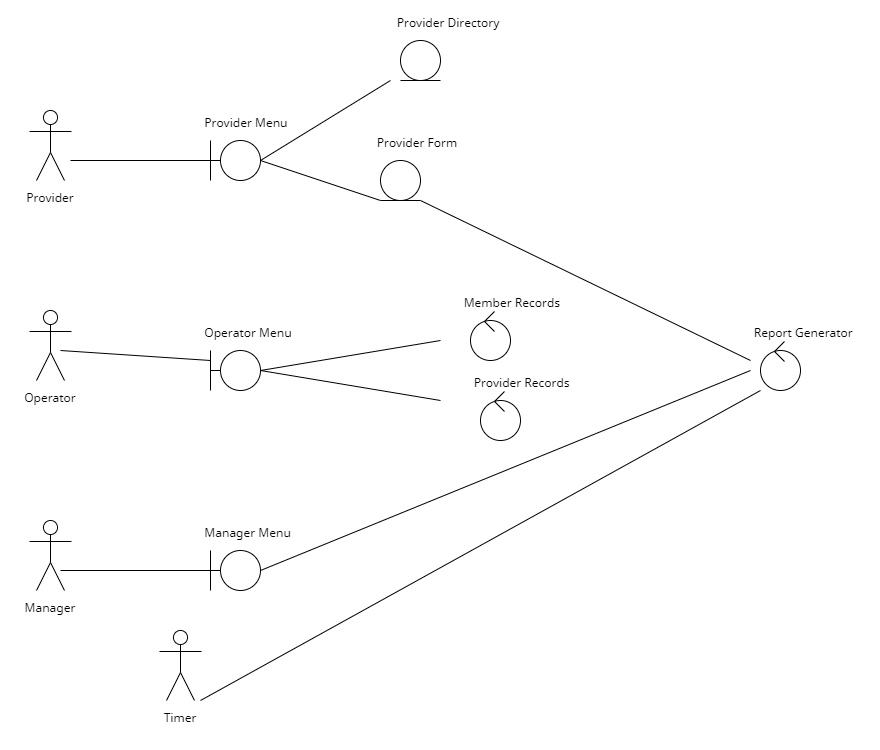 Provider Directory
Provider Menu
Provider Form
Provider
Member Records
Operator Menu
Report Generator
Provider Records
Operator
Manager Menu
Manager
Timer